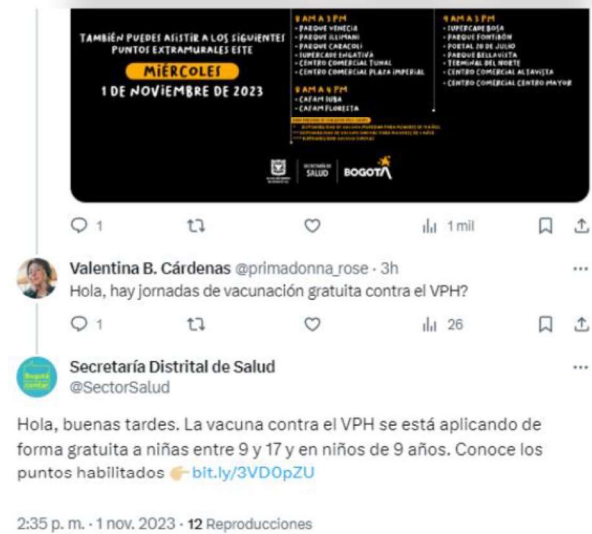 TAMBIÉN PUEDES ASISTIR A LOS SIGUIENTES
PUNTOS EXTRAMURALES ESTE
MIÉRCOLES
1 DE NOVIEMBRE DE 2023
8 AM A 3 PM
- PARQUE VENECIA
- PARQUE ILLIMANI
- PARQUE CARACOLÍ
- SUPERCADE ENGATIVÁ
- CENTRO COMERCIAL TUNAL
- CENTRO COMERCIAL PLAZA IMPERIAL
8 AM A 4 PM
- CAFAM SUBA
- CAFAM FLORESTA
9 AM A 3 PM
- SUPERCADE BOSA
- PARQUE FONTIBÓN
- PORTAL 20 DE JULIO
- PARQUE BELLAVISTA
- TERMINAL DEL NORTE
- CENTRO COMERCIAL ALTAVISTA
- CENTRO COMERCIAL CENTRO MAYOR
SECRETARÍA DE
SALUD
BOGOTÁ
1 1 mil
Valentina B. Cárdenas @primadonna_rose · 3h
Hola, hay jornadas de vacunación gratuita contra el VPH?
1 26
Secretaría Distrital de Salud
@SectorSalud
Hola, buenas tardes. La vacuna contra el VPH se está aplicando de
forma gratuita a niñas entre 9 y 17 y en niños de 9 años. Conoce los
puntos habilitados 👉🏼 bit.ly/3VD0pZU
2:35 p. m. · 1 nov. 2023 · 12 Reproducciones